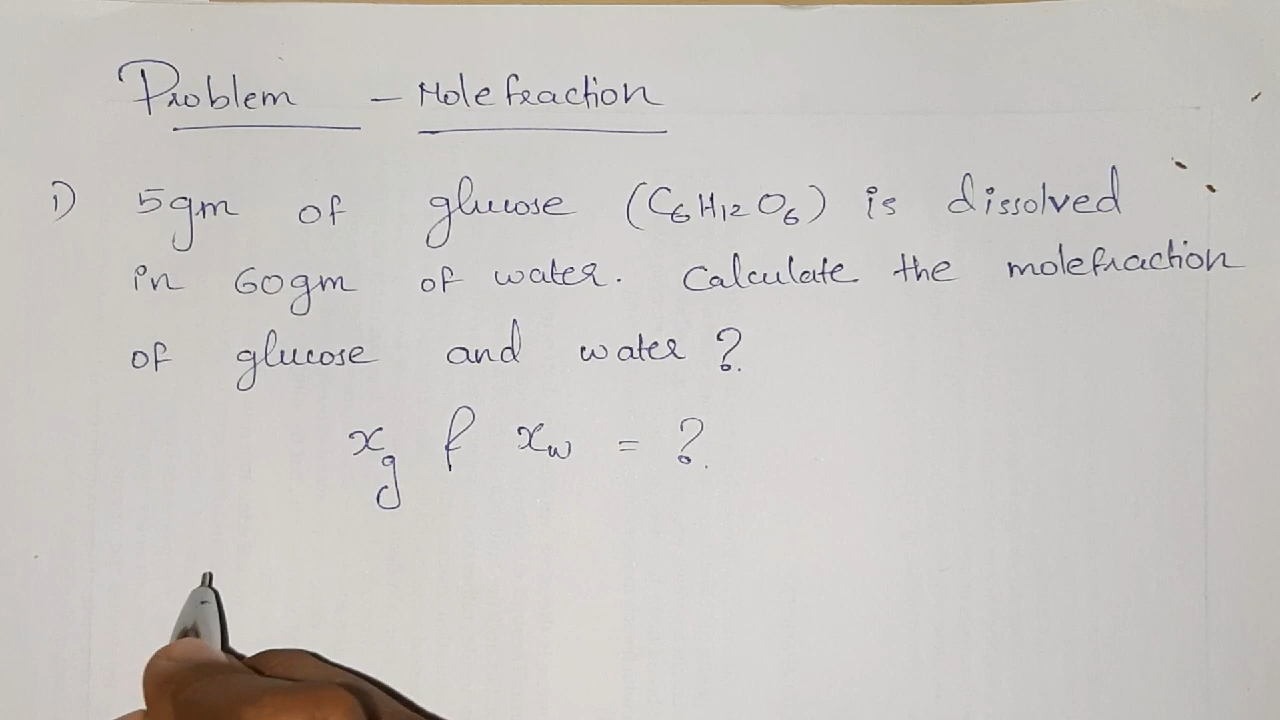 Problem - Molefraction
1) 5gm of glucose (C6H12O6) is dissolved
in 60gm of water. Calculate the molefraction
of glucose and water ?
xg & xw = ?